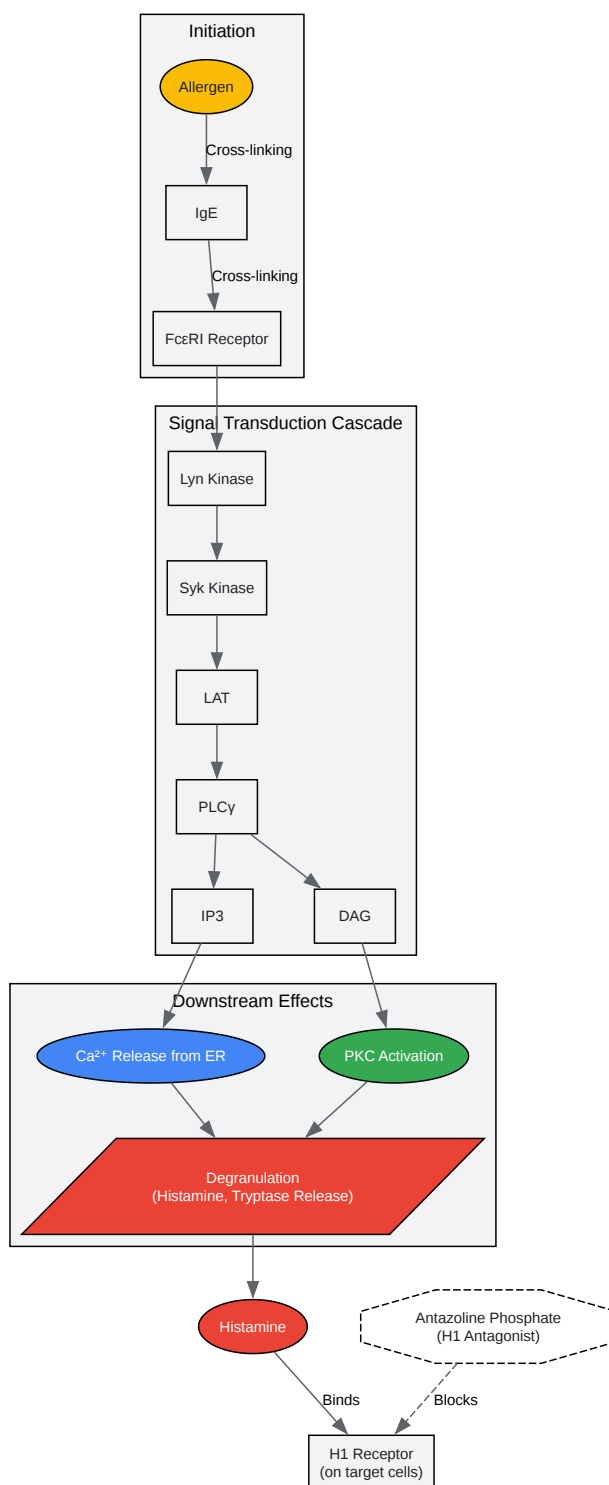 Initiation
Allergen
Cross-linking
IgE
Cross-linking
FcεRI Receptor
Signal Transduction Cascade
Lyn Kinase
Syk Kinase
LAT
PLCγ
IP3
DAG
Downstream Effects
Ca²⁺ Release from ER
PKC Activation
Degranulation
(Histamine, Tryptase Release)
Histamine
Antazoline Phosphate
(H1 Antagonist)
Binds
Blocks
H1 Receptor
(on target cells)